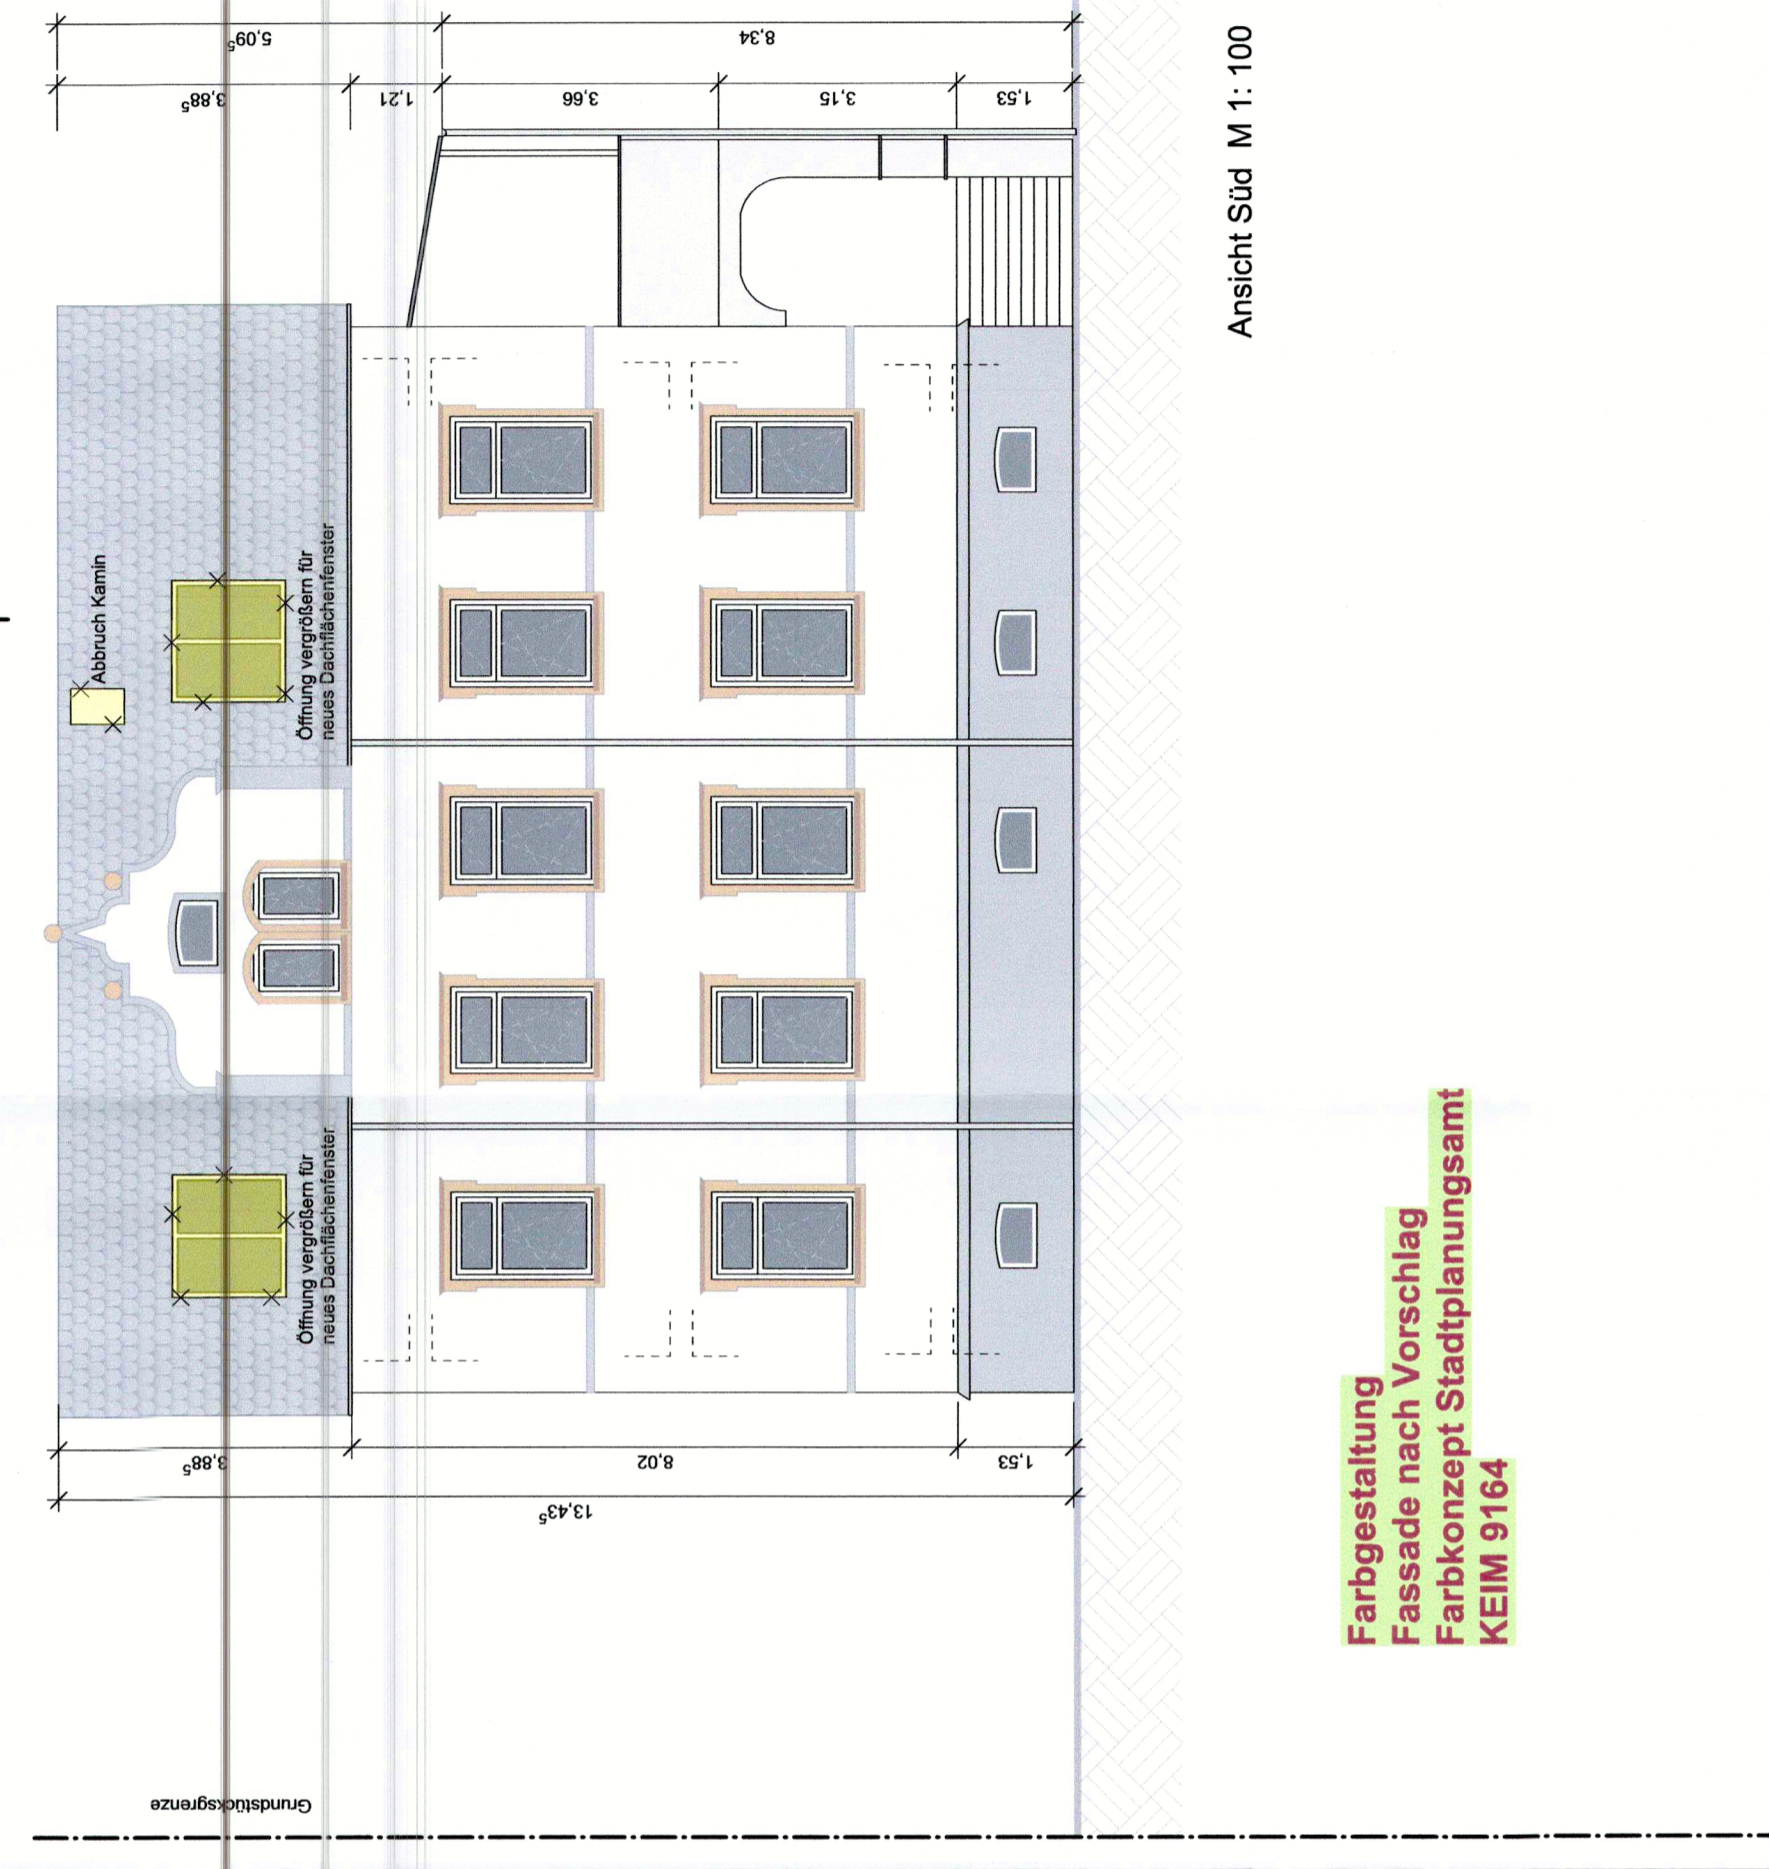 5,09⁵
8,34
3,88⁵
1,21
3,66
3,15
1,53
Abbruch Kamin
Öffnung vergrößern für
neues Dachflächenfenster
Öffnung vergrößern für
neues Dachflächenfenster
3,88⁵
8,02
1,53
13,43⁵
Grundstücksgrenze
Ansicht Süd M 1: 100
Farbgestaltung
Fassade nach Vorschlag
Farbkonzept Stadtplanungsamt
KEIM 9164